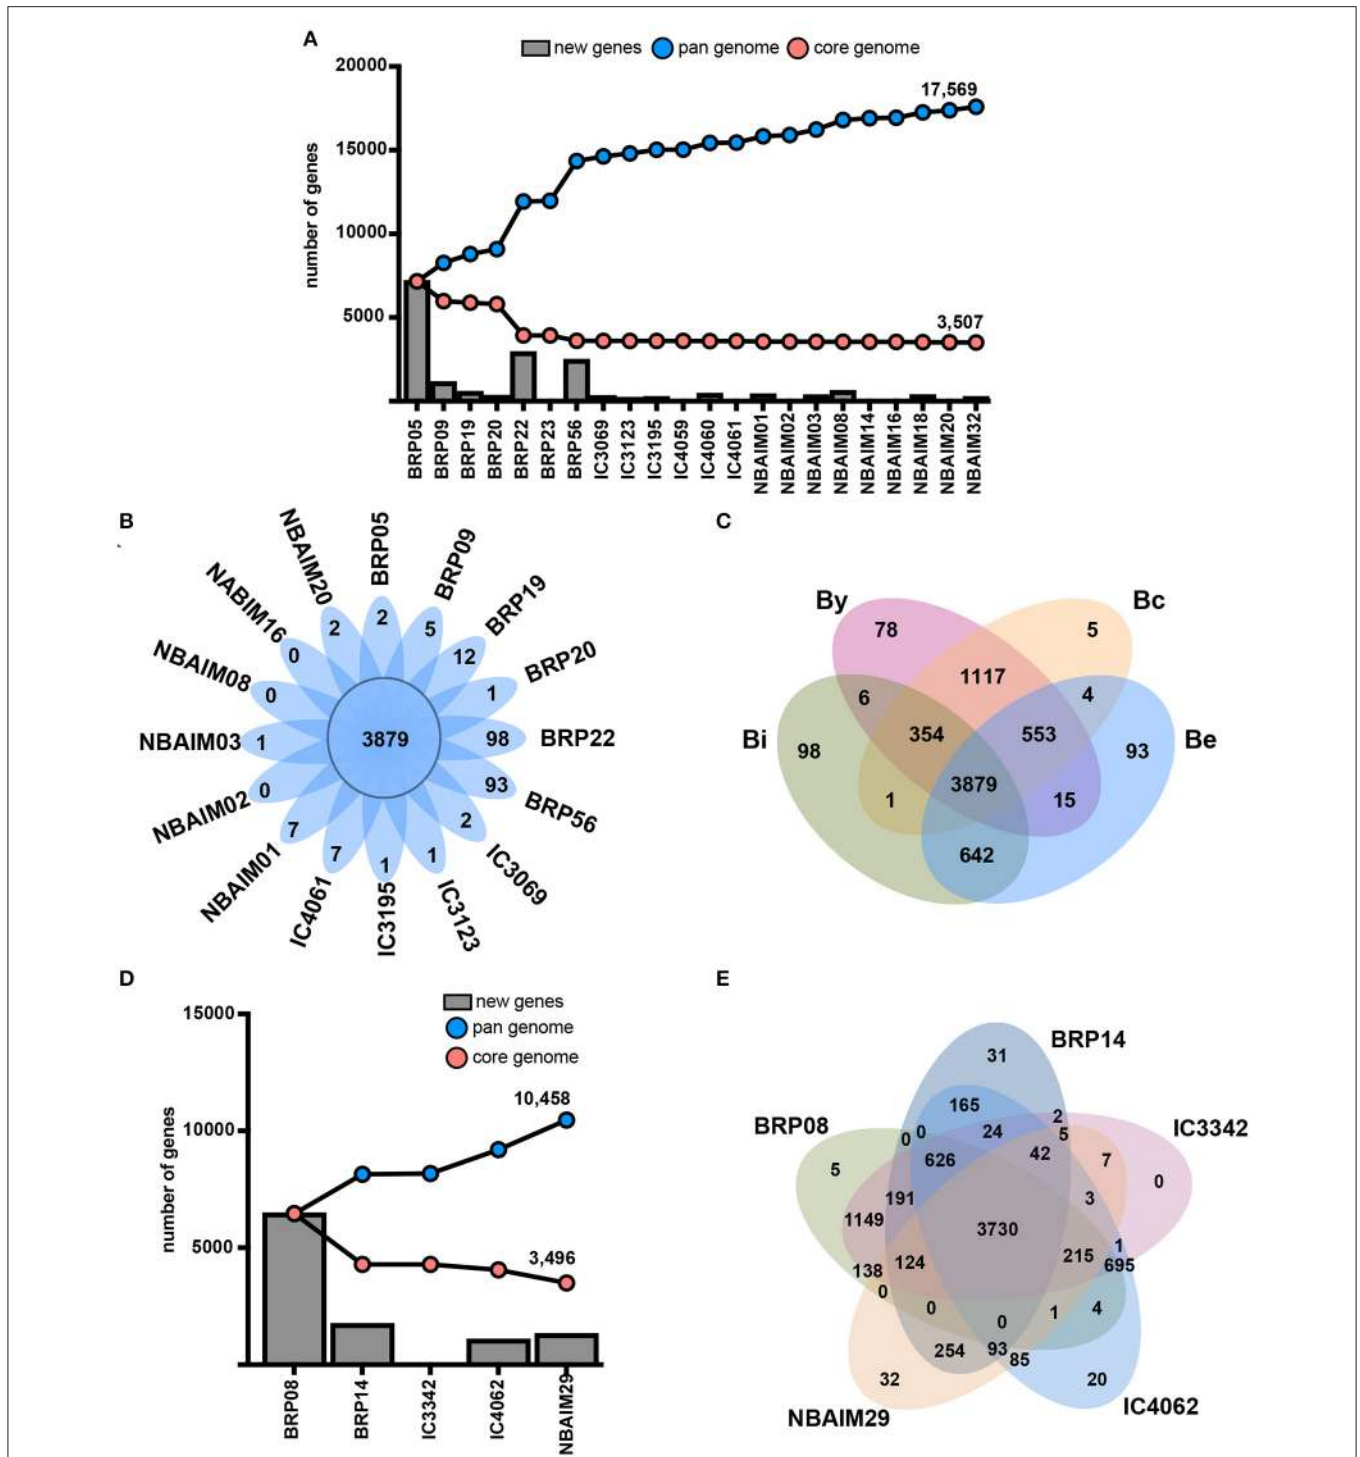 A
new genes pan genome core genome
20000
15000
10000
5000
number of genes
17,569
3,507
BRP05 BRP09 BRP19 BRP20 BRP22 BRP23 BRP56 IC3069 IC3123 IC3195 IC4059 IC4060 IC4061 NBAIM01 NBAIM02 NBAIM03 NBAIM08 NBAIM14 NBAIM16 NBAIM18 NBAIM20 NBAIM32
B
BRP05
2
BRP09
5
BRP19
12
BRP20
1
BRP22
98
BRP56
93
IC3069
2
IC3123
1
IC3195
1
IC4061
7
NBAIM01
7
NBAIM02
0
NBAIM03
1
NBAIM08
0
NABIM16
0
NBAIM20
2
3879
C
By Bc
78 5
1117
6 4
354 553
Bi 98 93 Be
3879
1 15
642
D
new genes
pan genome
core genome
15000
10000
5000
number of genes
10,458
3,496
BRP08 BRP14 IC3342 IC4062 NBAIM29
E
BRP14
31
165 2
BRP08 IC3342
0 0 24 5
626 42 7
5 0
191 3
1149 3730
124 215 1
138 695
0
0 0 1 4
254 93 85
32 20
NBAIM29 IC4062